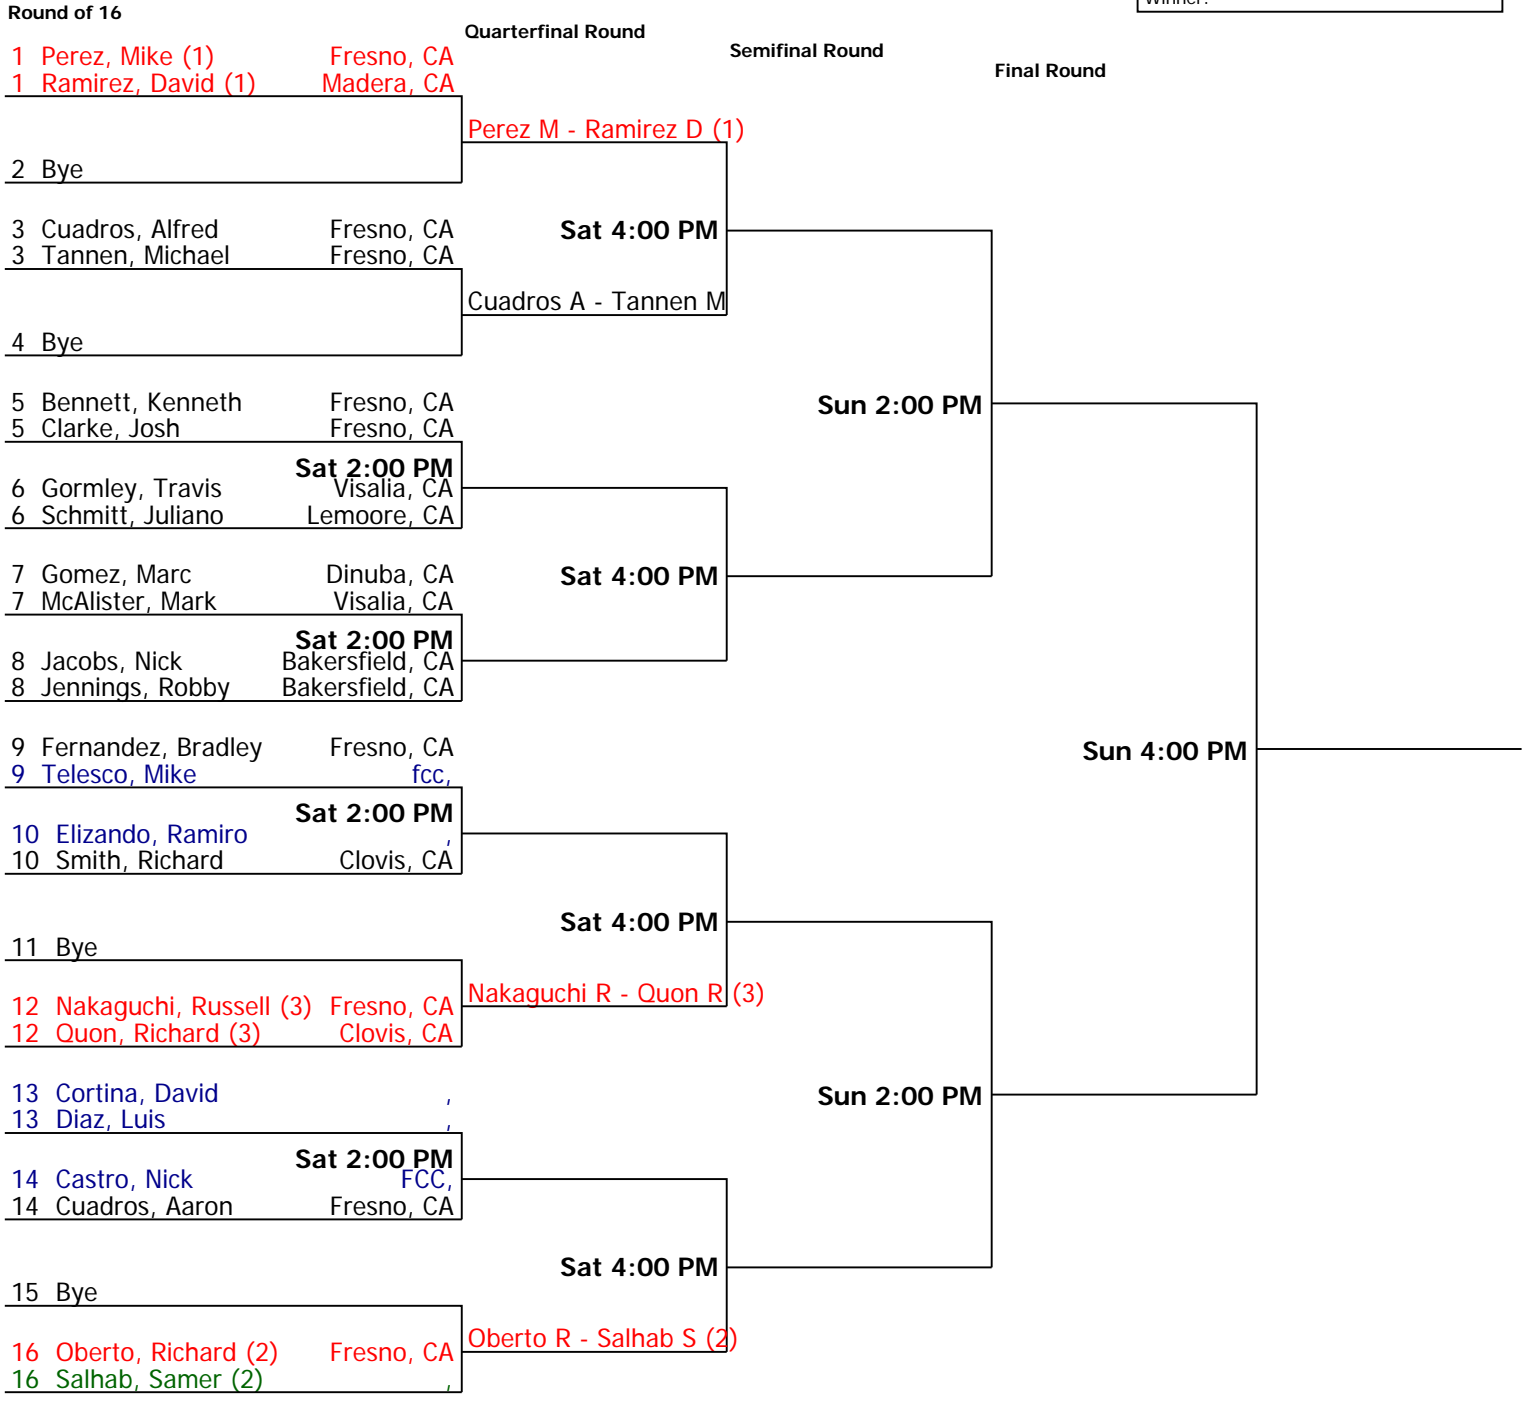 Winner:
Round of 16
Quarterfinal Round
Semifinal Round
Final Round
1 Perez, Mike (1) Fresno, CA
1 Ramirez, David (1) Madera, CA
Perez M - Ramirez D (1)
2 Bye
3 Cuadros, Alfred Fresno, CA
Sat 4:00 PM
3 Tannen, Michael Fresno, CA
Cuadros A - Tannen M
4 Bye
5 Bennett, Kenneth Fresno, CA
Sun 2:00 PM
5 Clarke, Josh Fresno, CA
Sat 2:00 PM
6 Gormley, Travis Visalia, CA
6 Schmitt, Juliano Lemoore, CA
7 Gomez, Marc Dinuba, CA
Sat 4:00 PM
7 McAlister, Mark Visalia, CA
Sat 2:00 PM
8 Jacobs, Nick Bakersfield, CA
8 Jennings, Robby Bakersfield, CA
9 Fernandez, Bradley Fresno, CA
Sun 4:00 PM
9 Telesco, Mike fcc,
Sat 2:00 PM
10 Elizando, Ramiro ,
10 Smith, Richard Clovis, CA
Sat 4:00 PM
11 Bye
Nakaguchi R - Quon R (3)
12 Nakaguchi, Russell (3) Fresno, CA
12 Quon, Richard (3) Clovis, CA
13 Cortina, David ,
Sun 2:00 PM
13 Diaz, Luis ,
Sat 2:00 PM
14 Castro, Nick FCC,
14 Cuadros, Aaron Fresno, CA
Sat 4:00 PM
15 Bye
Oberto R - Salhab S (2)
16 Oberto, Richard (2) Fresno, CA
16 Salhab, Samer (2) ,